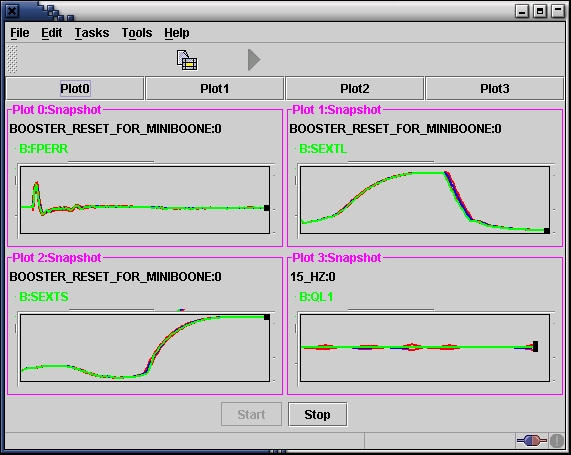 File Edit Tasks Tools Help
Plot0 Plot1 Plot2 Plot3
Plot 0:Snapshot
BOOSTER_RESET_FOR_MINIBOONE:0
B:FPERR
Plot 1:Snapshot
BOOSTER_RESET_FOR_MINIBOONE:0
B:SEXTL
Plot 2:Snapshot
BOOSTER_RESET_FOR_MINIBOONE:0
B:SEXTS
Plot 3:Snapshot
15_HZ:0
B:QL1
Start Stop